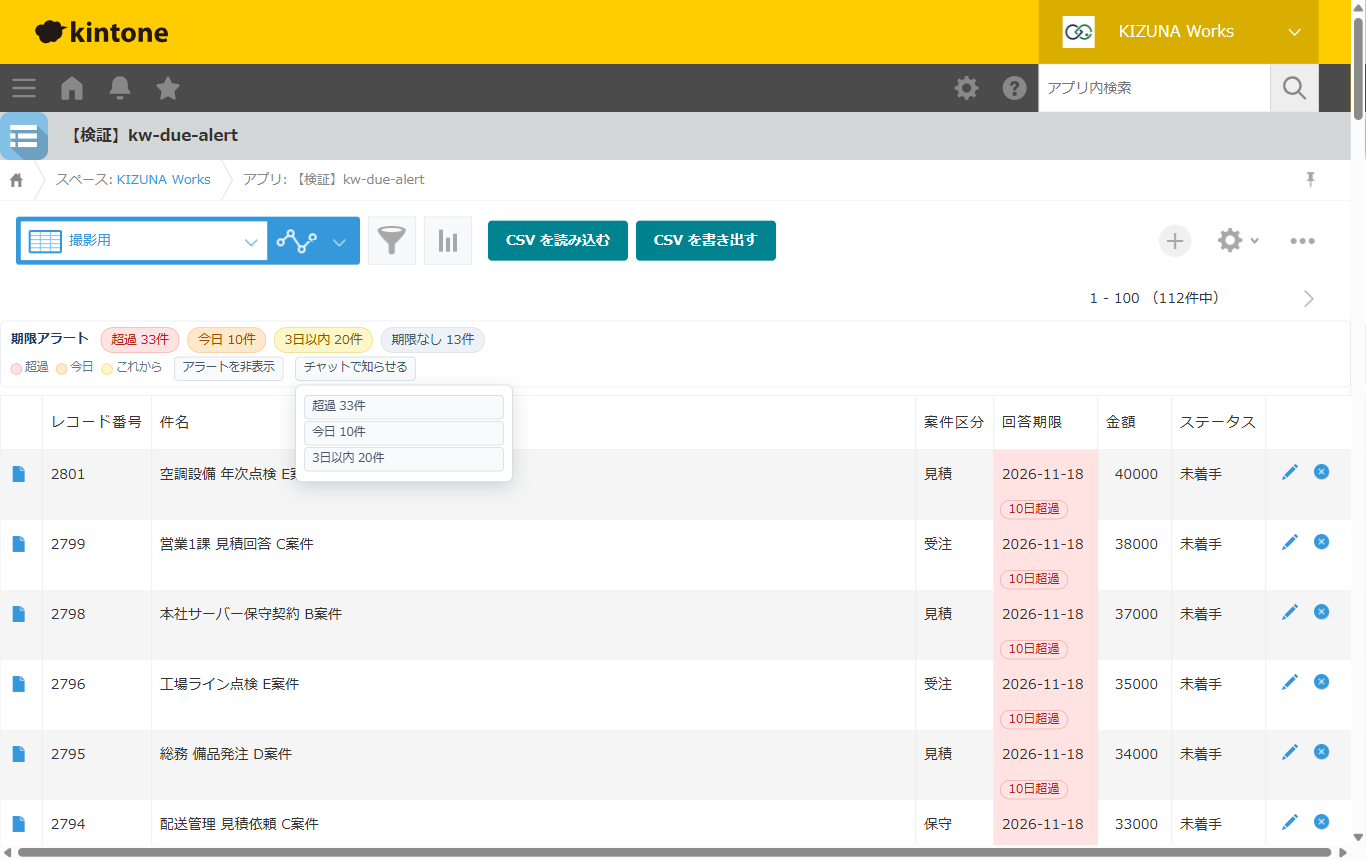 kintone
KIZUNA Works
アプリ内検索
【検証】kw-due-alert
スペース: KIZUNA Works アプリ: 【検証】kw-due-alert
撮影用 CSV を読み込む CSV を書き出す
1 - 100 (112件中)
期限アラート 超過 33件 今日 10件 3日以内 20件 期限なし 13件
超過 今日 これから アラートを非表示 チャットで知らせる
超過 33件
今日 10件
3日以内 20件
レコード番号 件名 案件区分 回答期限 金額 ステータス
2801 空調設備 年次点検 E 見積 2026-11-18 40000 未着手
10日超過
2799 営業1課 見積回答 C案件 受注 2026-11-18 38000 未着手
10日超過
2798 本社サーバー保守契約 B案件 見積 2026-11-18 37000 未着手
10日超過
2796 工場ライン点検 E案件 受注 2026-11-18 35000 未着手
10日超過
2795 総務 備品発注 D案件 見積 2026-11-18 34000 未着手
10日超過
2794 配送管理 見積依頼 C案件 保守 2026-11-18 33000 未着手